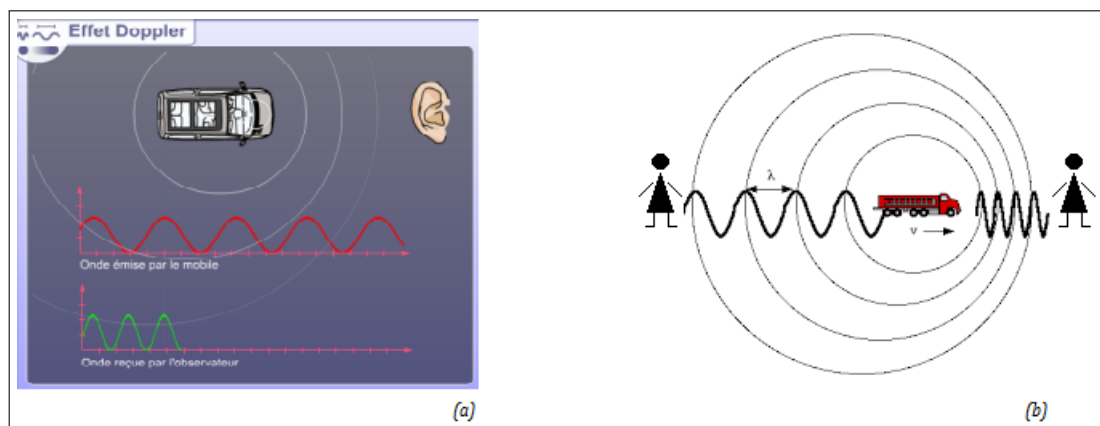 Effet Doppler
Onde émise par le mobile
Onde reçue par l'observateur
(a)
λ
v
(b)